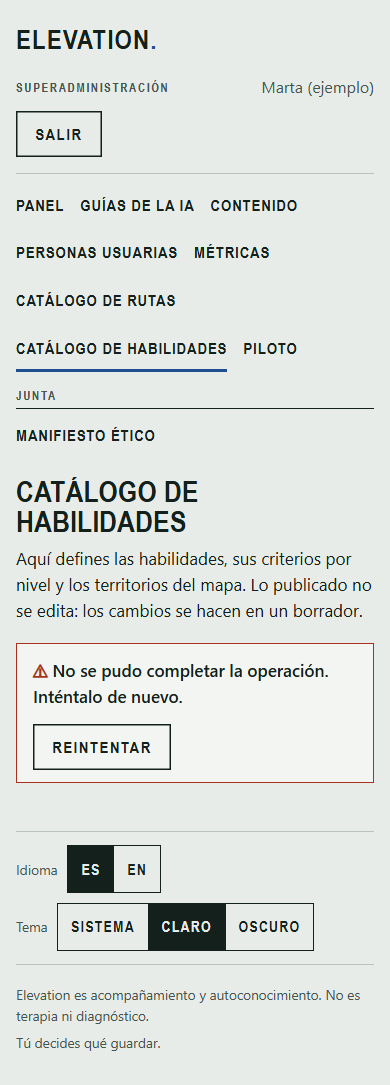 ELEVATION.
SUPERADMINISTRACIÓN
Marta (ejemplo)
SALIR
PANEL GUÍAS DE LA IA CONTENIDO
PERSONAS USUARIAS MÉTRICAS
CATÁLOGO DE RUTAS
CATÁLOGO DE HABILIDADES PILOTO
JUNTA
MANIFIESTO ÉTICO
CATÁLOGO DE
HABILIDADES
Aquí defines las habilidades, sus criterios por
nivel y los territorios del mapa. Lo publicado no
se edita: los cambios se hacen en un borrador.
⚠ No se pudo completar la operación.
Inténtalo de nuevo.
REINTENTAR
Idioma ES EN
Tema SISTEMA CLARO OSCURO
Elevation es acompañamiento y autoconocimiento. No es
terapia ni diagnóstico.
Tú decides qué guardar.